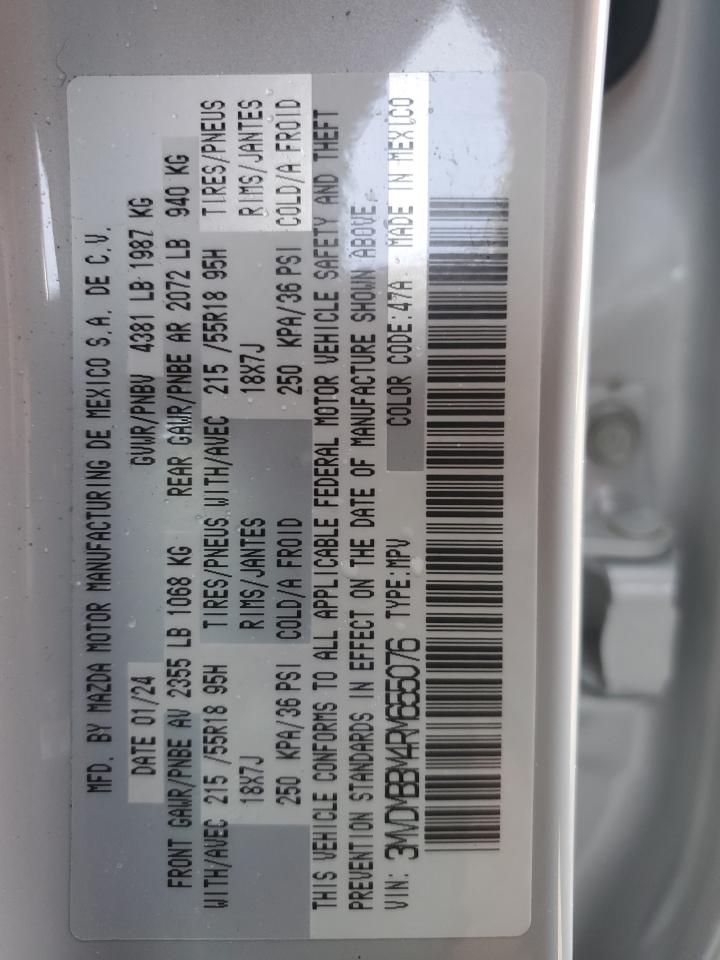 MFD. BY MAZDA MOTOR MANUFACTURING DE MEXICO S.A. DE C.V.
DATE 01/24 GVWR/PNBV 4381 LB 1987 KG
FRONT GAWR/PNBE AV 2355 LB 1068 KG REAR GAWR/PNBE AR 2072 LB 940 KG
WITH/AVEC 215 /55R18 95H TIRES/PNEUS WITH/AVEC 215 /55R18 95H TIRES/PNEUS
18X7J RIMS/JANTES 18X7J RIMS/JANTES
250 KPA/36 PSI COLD/A FROID 250 KPA/36 PSI COLD/A FROID
THIS VEHICLE CONFORMS TO ALL APPLICABLE FEDERAL MOTOR VEHICLE SAFETY AND THEFT
PREVENTION STANDARDS IN EFFECT ON THE DATE OF MANUFACTURE SHOWN ABOVE.
VIN: 3MVDMBBM4RM655076 TYPE:MPV COLOR CODE:47A MADE IN MEXICO